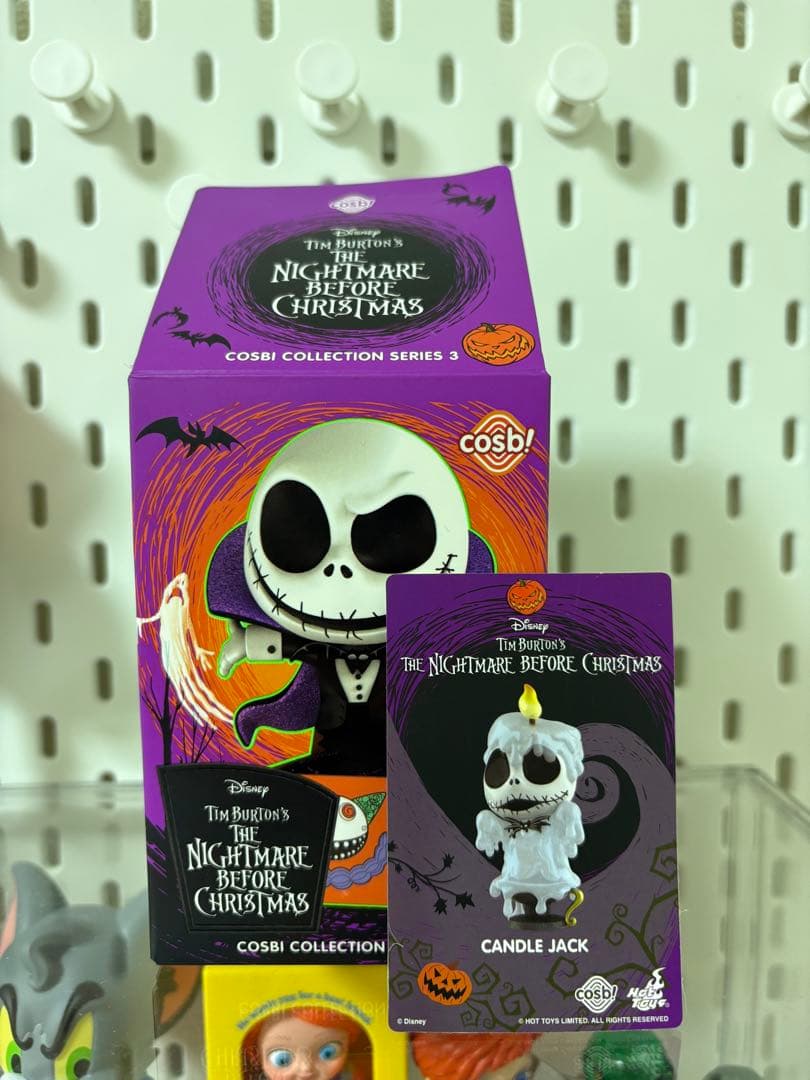 cosb!
Disney
TIM BURTON'S
THE
NIGHTMARE
BEFORE
CHRISTMAS
COSBI COLLECTION SERIES 3
cosb!
Disney
TIM BURTON'S
THE
NIGHTMARE
BEFORE
CHRISTMAS
COSBI COLLECTION
Disney
TIM BURTON'S
THE NIGHTMARE BEFORE CHRISTMAS
CANDLE JACK
cosb!
HOT TOYS
© Disney
© HOT TOYS LIMITED. ALL RIGHTS RESERVED